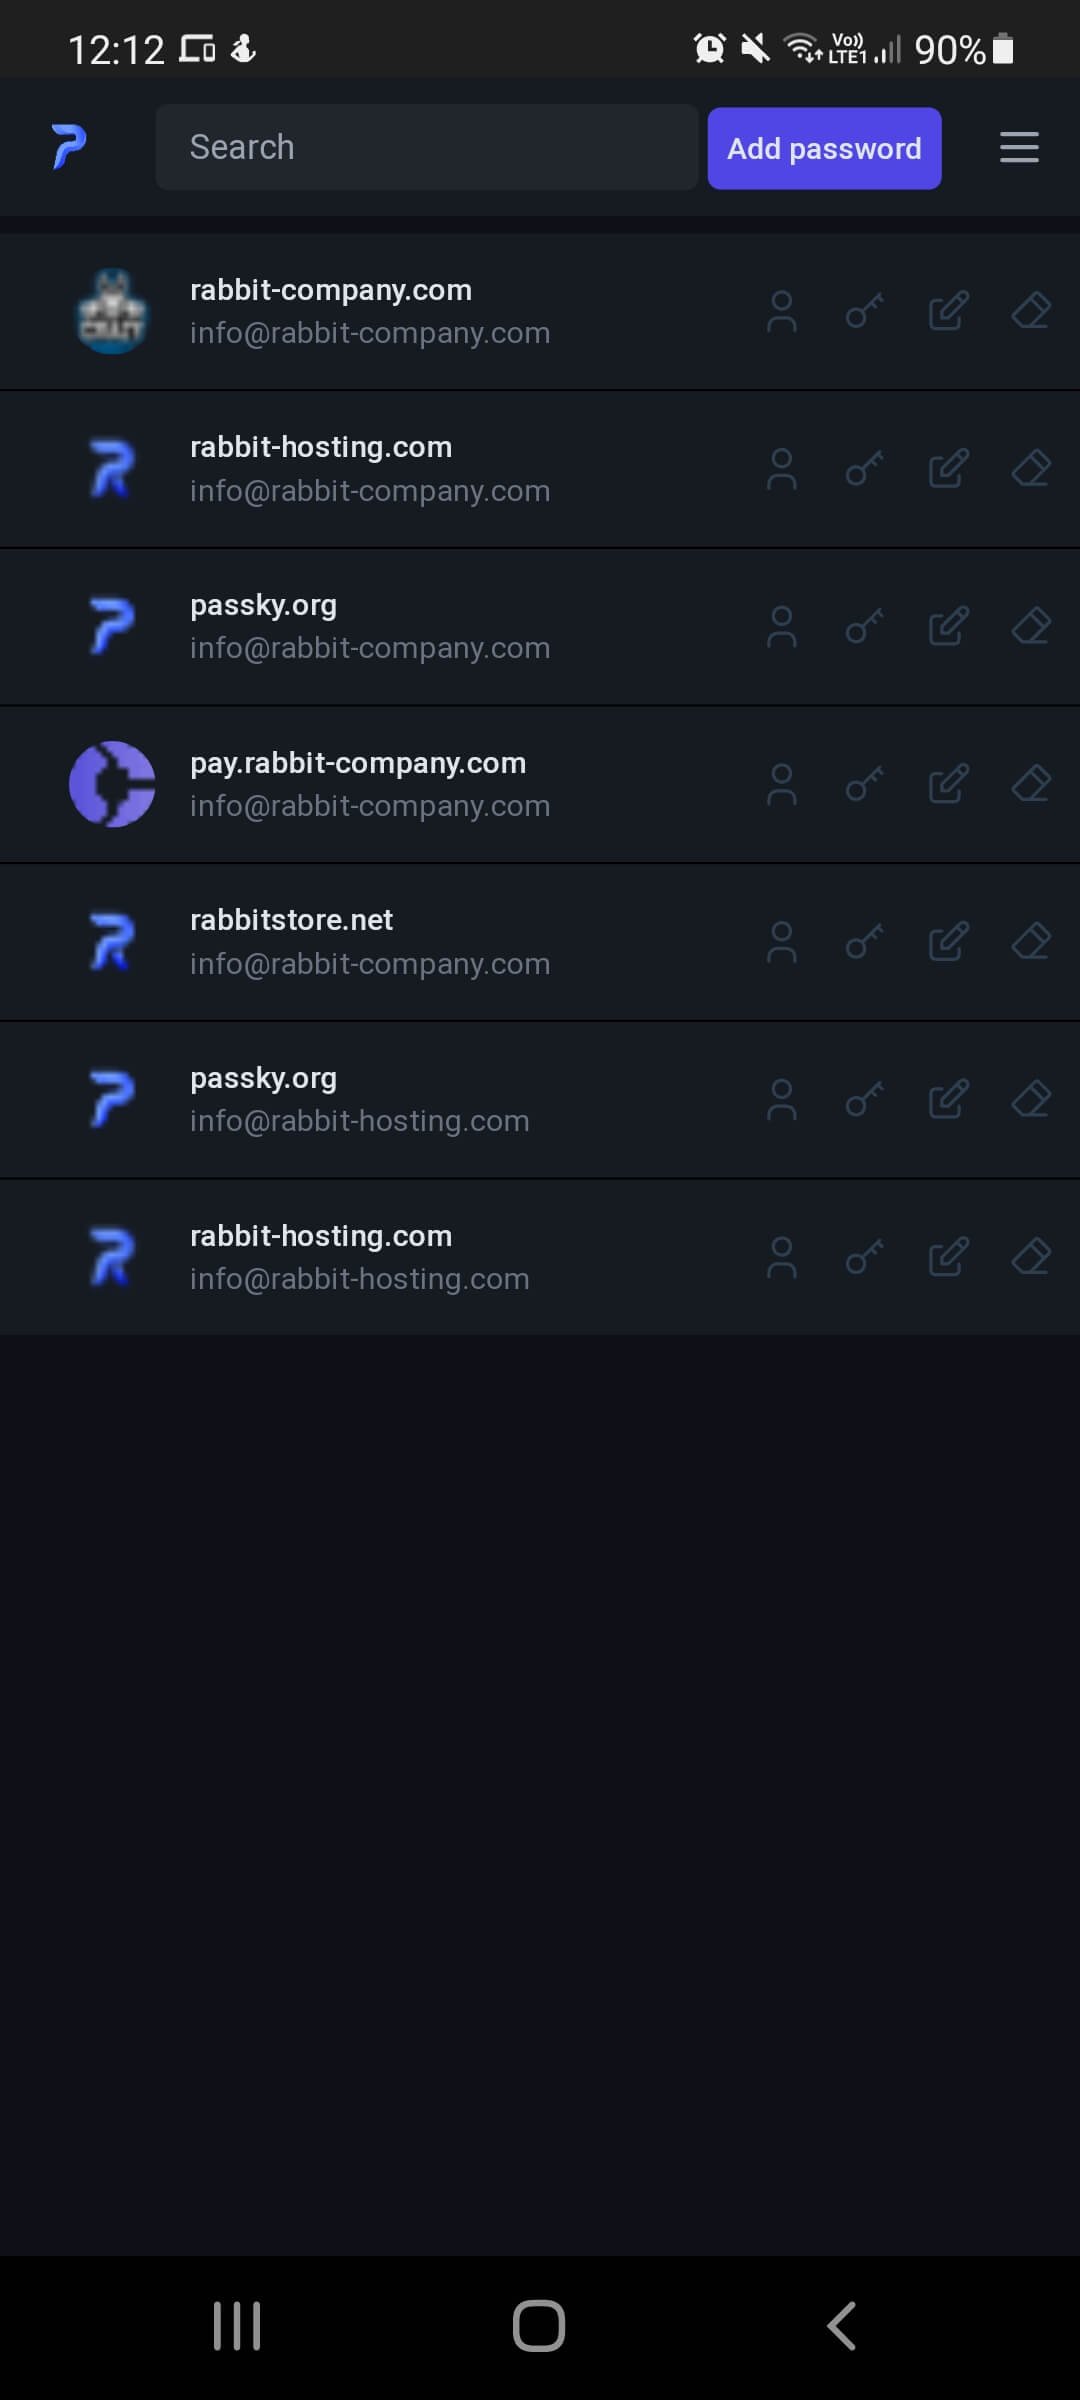 12:12
Vo)) LTE1 90%
Search
Add password
rabbit-company.com
info@rabbit-company.com
rabbit-hosting.com
info@rabbit-company.com
passky.org
info@rabbit-company.com
pay.rabbit-company.com
info@rabbit-company.com
rabbitstore.net
info@rabbit-company.com
passky.org
info@rabbit-hosting.com
rabbit-hosting.com
info@rabbit-hosting.com